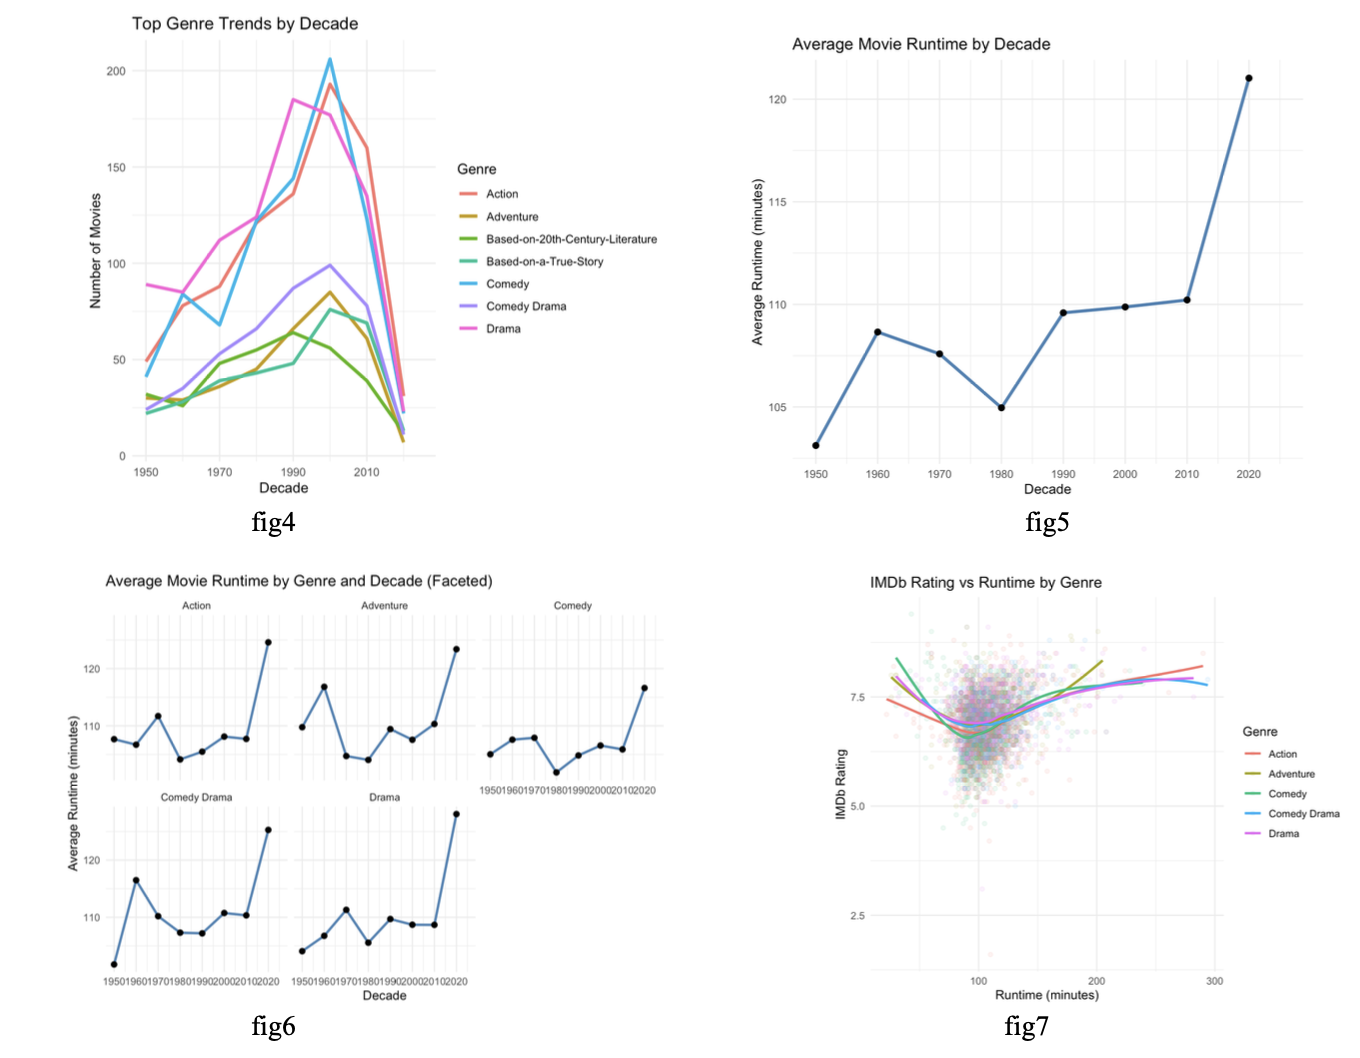 Top Genre Trends by Decade
200
150
100
50
0
Number of Movies
1950 1970 1990 2010
Decade
Genre
Action
Adventure
Based-on-20th-Century-Literature
Based-on-a-True-Story
Comedy
Comedy Drama
Drama
fig4
Average Movie Runtime by Decade
120
115
110
105
Average Runtime (minutes)
1950 1960 1970 1980 1990 2000 2010 2020
Decade
fig5
Average Movie Runtime by Genre and Decade (Faceted)
Action Adventure Comedy
120
110
19501960197019801990200020102020
Average Runtime (minutes)
Comedy Drama Drama
120
110
19501960197019801990200020102020 19501960197019801990200020102020
Decade
fig6
IMDb Rating vs Runtime by Genre
7.5
5.0
2.5
IMDb Rating
100 200 300
Runtime (minutes)
Genre
Action
Adventure
Comedy
Comedy Drama
Drama
fig7